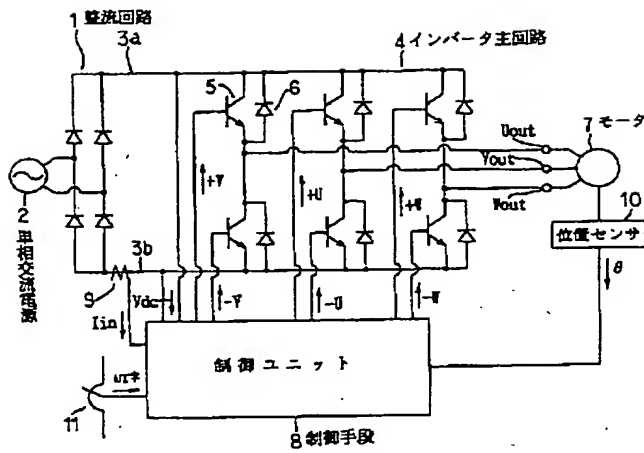 1 整流回路
3a
4 インバータ主回路
5
6
7 モータ
Uout
Vout
Wout
10
位置センサ
θ
2 単相交流電源
+V
+U
+W
3b
9
Vdc
Iin
-V
-U
-W
制御ユニット
11
8 制御手段